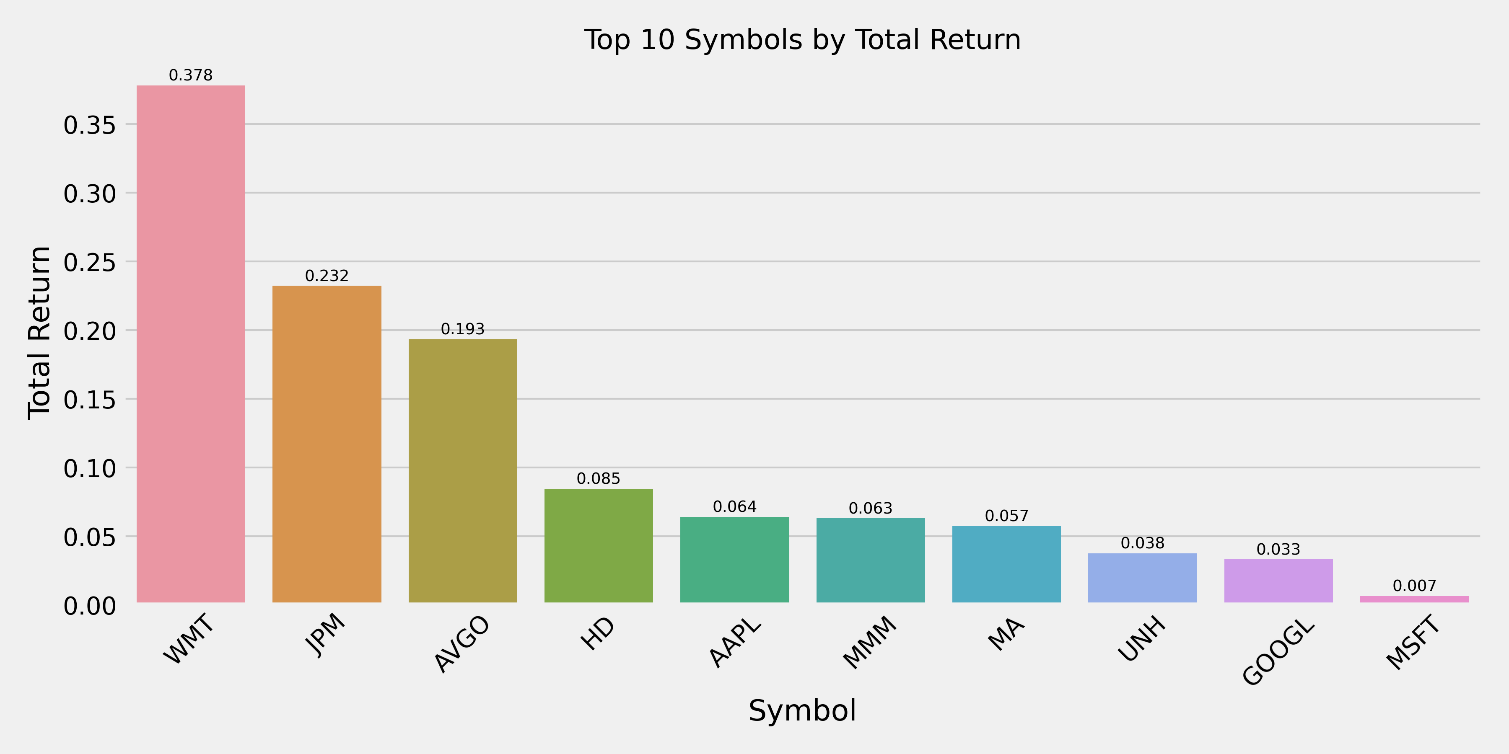 Top 10 Symbols by Total Return
0.378
0.232
0.193
0.085
0.064
0.063
0.057
0.038
0.033
0.007
Total Return
0.35
0.30
0.25
0.20
0.15
0.10
0.05
0.00
WMT
JPM
AVGO
HD
AAPL
MMM
MA
UNH
GOOGL
MSFT
Symbol